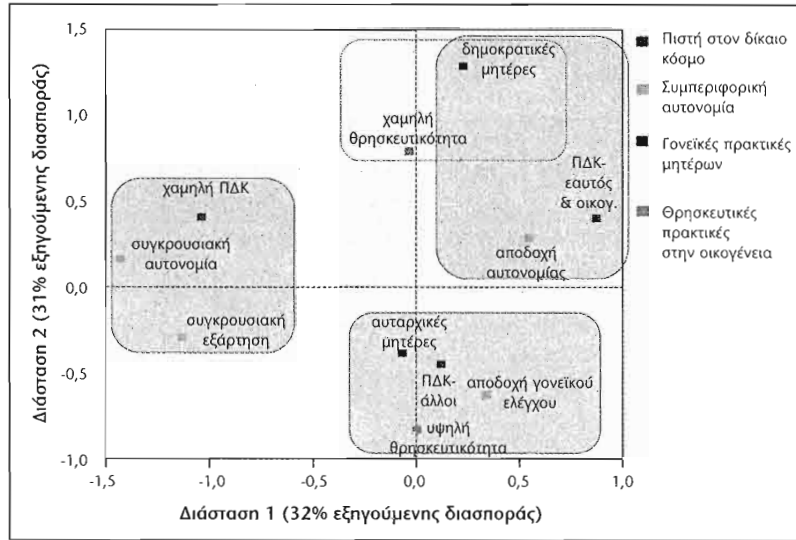 1,5
1,0
0,5
0,0
-0,5
-1,0
-1,5
-1,0
-0,5
0,0
0,5
1,0
Διάσταση 2 (31% εξηγούμενης διασποράς)
Διάσταση 1 (32% εξηγούμενης διασποράς)
δημοκρατικές
μητέρες
χαμηλή
θρησκευτικότητα
ΠΔΚ-
εαυτός
& οικογ.
αποδοχή
αυτονομίας
χαμηλή ΠΔΚ
συγκρουσιακή
αυτονομία
συγκρουσιακή
εξάρτηση
αυταρχικές
μητέρες
ΠΔΚ-
άλλοι
αποδοχή γονεϊκού
ελέγχου
υψηλή
θρησκευτικότητα
Πιστή στον δίκαιο
κόσμο
Συμπεριφορική
αυτονομία
Γονεϊκές πρακτικές
μητέρων
Θρησκευτικές
πρακτικές
στην οικογένεια